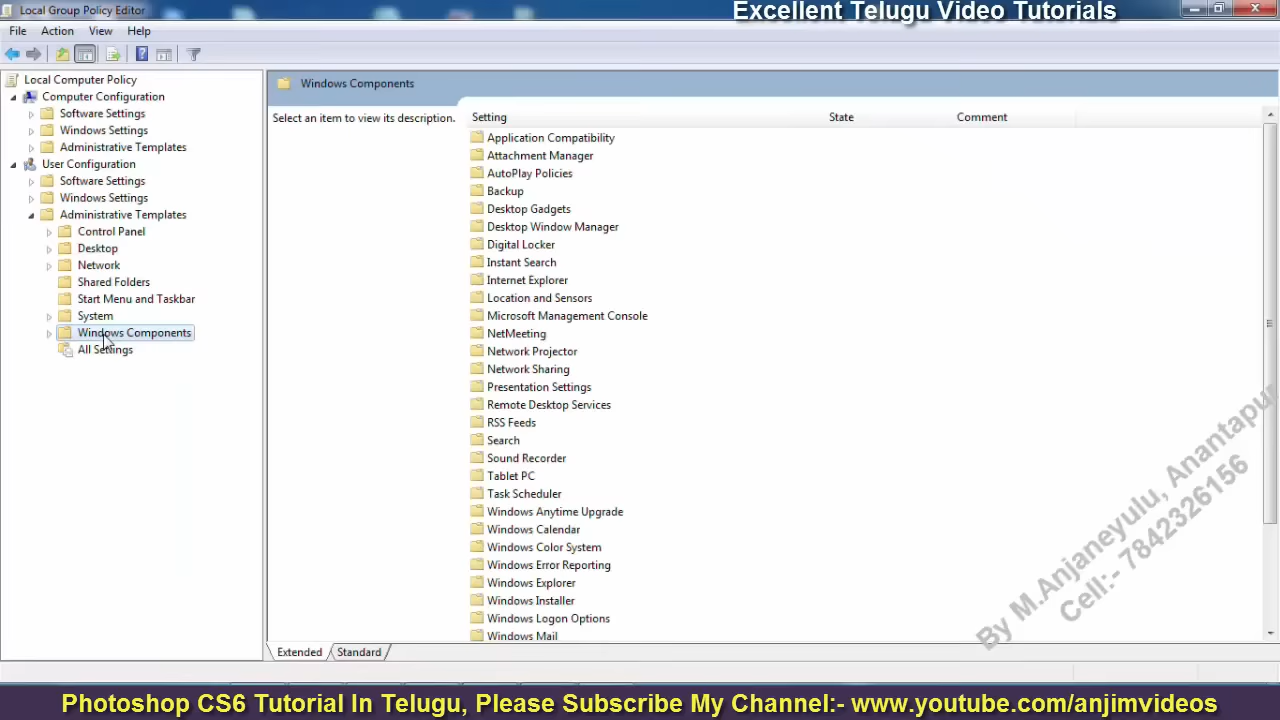 Local Group Policy Editor
Excellent Telugu Video Tutorials
File Action View Help
Local Computer Policy
Computer Configuration
Software Settings
Windows Settings
Administrative Templates
User Configuration
Software Settings
Windows Settings
Administrative Templates
Control Panel
Desktop
Network
Shared Folders
Start Menu and Taskbar
System
Windows Components
All Settings
Windows Components
Select an item to view its description.
Setting State Comment
Application Compatibility
Attachment Manager
AutoPlay Policies
Backup
Desktop Gadgets
Desktop Window Manager
Digital Locker
Instant Search
Internet Explorer
Location and Sensors
Microsoft Management Console
NetMeeting
Network Projector
Network Sharing
Presentation Settings
Remote Desktop Services
RSS Feeds
Search
Sound Recorder
Tablet PC
Task Scheduler
Windows Anytime Upgrade
Windows Calendar
Windows Color System
Windows Error Reporting
Windows Explorer
Windows Installer
Windows Logon Options
Windows Mail
Extended Standard
By M.Anjaneyulu, Anantapur
Cell:- 7842326156
Photoshop CS6 Tutorial In Telugu, Please Subscribe My Channel:- www.youtube.com/anjimvideos